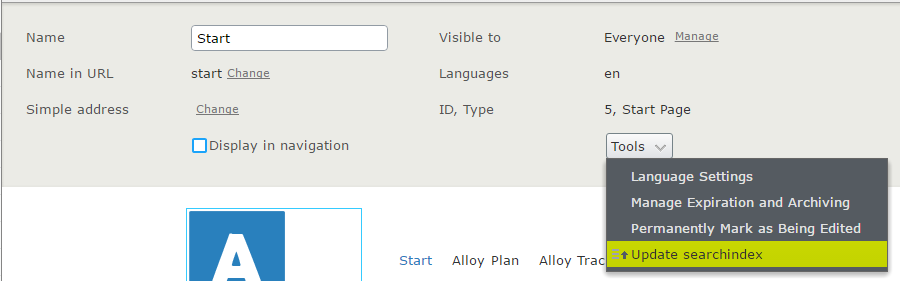 Name Start Visible to Everyone Manage
Name in URL start Change Languages en
Simple address Change ID, Type 5, Start Page
Display in navigation Tools
Language Settings
Manage Expiration and Archiving
Permanently Mark as Being Edited
Update searchindex
A
Start Alloy Plan Alloy Trac